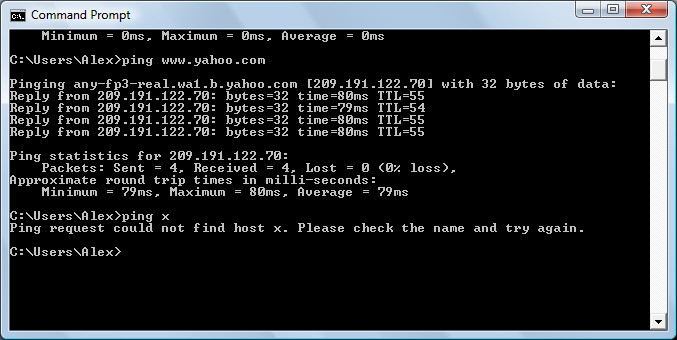 Command Prompt
Minimum = 0ms, Maximum = 0ms, Average = 0ms
C:\Users\Alex>ping www.yahoo.com
Pinging any-fp3-real.wa1.b.yahoo.com [209.191.122.70] with 32 bytes of data:
Reply from 209.191.122.70: bytes=32 time=80ms TTL=55
Reply from 209.191.122.70: bytes=32 time=79ms TTL=54
Reply from 209.191.122.70: bytes=32 time=80ms TTL=55
Reply from 209.191.122.70: bytes=32 time=80ms TTL=55
Ping statistics for 209.191.122.70:
    Packets: Sent = 4, Received = 4, Lost = 0 (0% loss),
Approximate round trip times in milli-seconds:
    Minimum = 79ms, Maximum = 80ms, Average = 79ms
C:\Users\Alex>ping x
Ping request could not find host x. Please check the name and try again.
C:\Users\Alex>